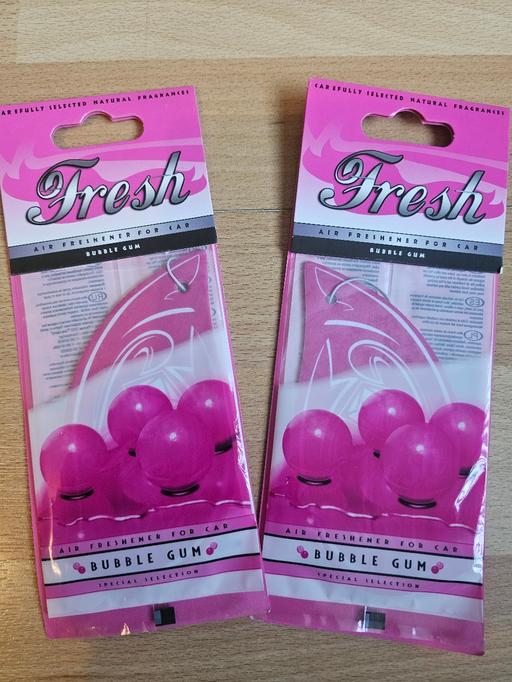 CAREFULLY SELECTED NATURAL FRAGRANCES
Fresh
AIR FRESHENER FOR CAR
BUBBLE GUM
AIR FRESHENER FOR CAR
BUBBLE GUM
SPECIAL SELECTION
CAREFULLY SELECTED NATURAL FRAGRANCES
Fresh
AIR FRESHENER FOR CAR
BUBBLE GUM
ES
AIR FRESHENER FOR CAR
BUBBLE GUM
SPECIAL SELECTION